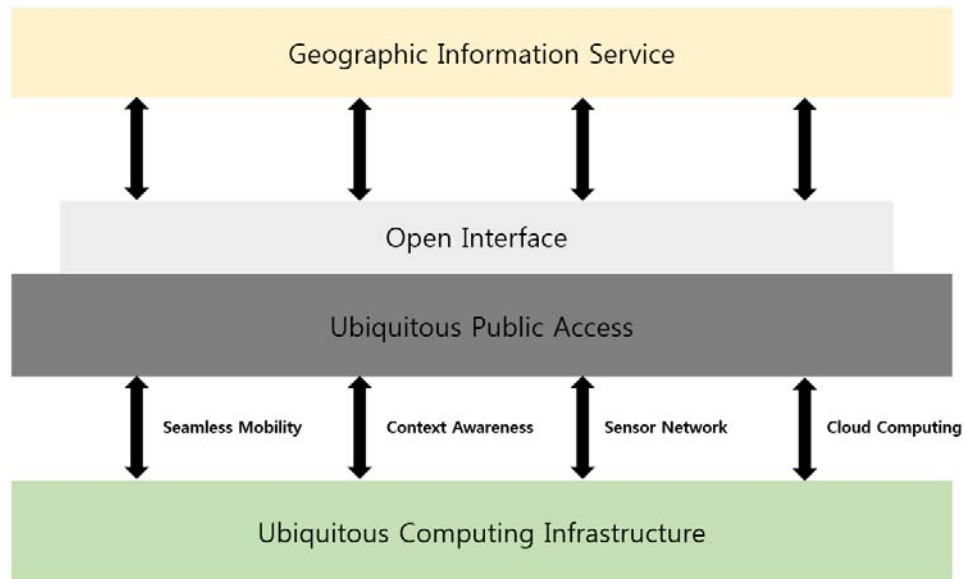 Geographic Information Service
Open Interface
Ubiquitous Public Access
Seamless Mobility
Context Awareness
Sensor Network
Cloud Computing
Ubiquitous Computing Infrastructure